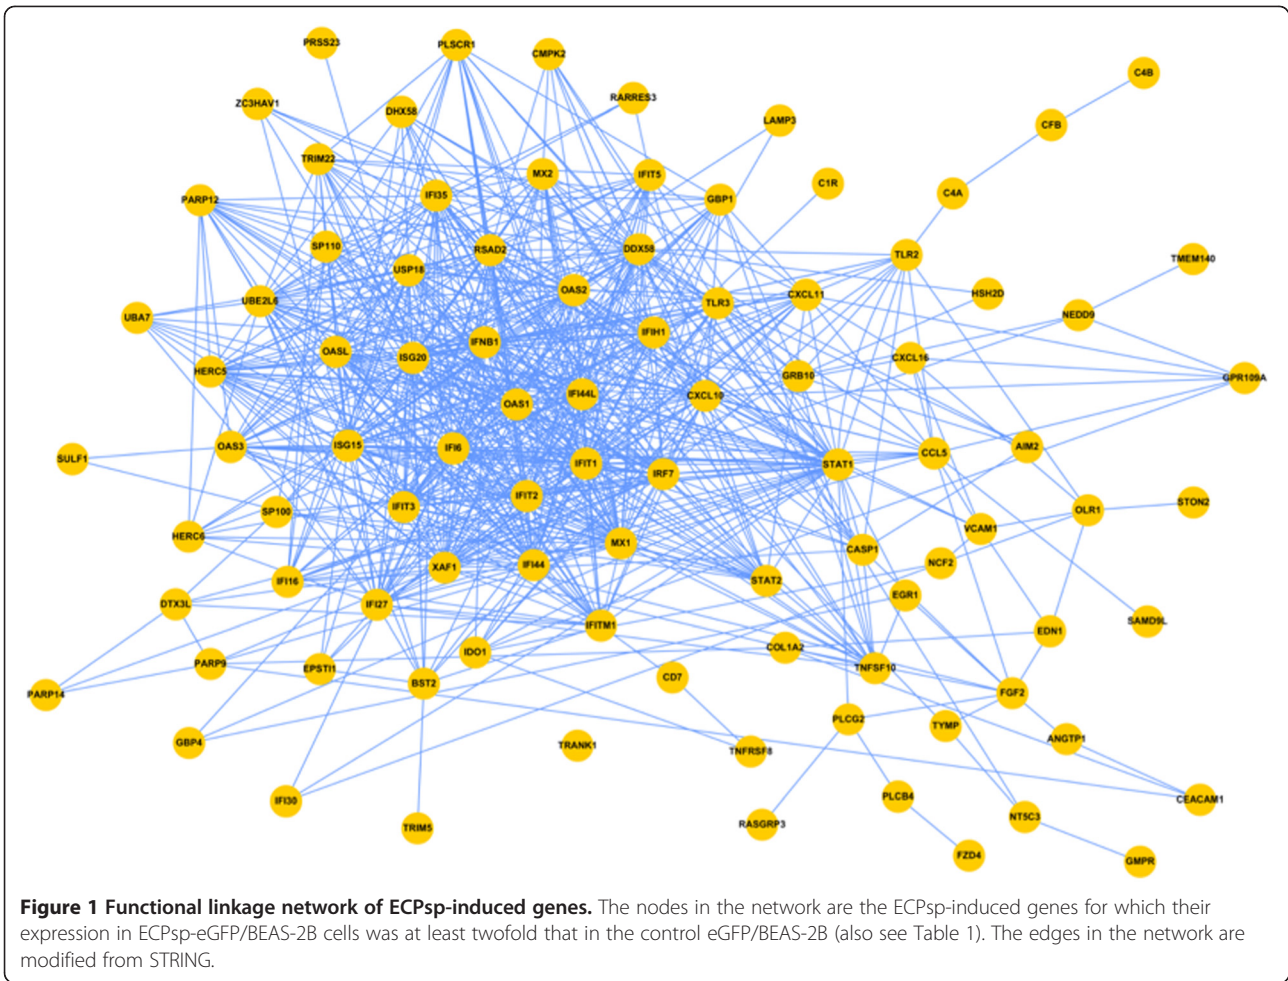 PRSS23
PLSCR1
CMPK2
C4B
ZC3HAV1
DHX58
RARRES3
LAMP3
CFB
TRIM22
MX2
IFIT5
C1R
C4A
PARP12
IFI35
GBP1
SP110
RSAD2
DDX58
TLR2
TMEM140
USP18
OAS2
UBE2L6
TLR3
CXCL11
HSH2D
UBA7
NEDD9
IFIH1
OASL
ISG20
IFNB1
CXCL16
HERC5
GRB10
GPR109A
OAS1
IFI44L
CXCL10
OAS3
ISG15
IFI6
IFIT1
IRF7
STAT1
CCL5
AIM2
SULF1
IFIT3
IFIT2
SP100
OLR1
STON2
HERC6
MX1
CASP1
VCAM1
XAF1
IFI44
STAT2
NCF2
IFI16
DTX3L
IFI27
IFITM1
EGR1
SAMD9L
EDN1
PARP9
EPSTI1
IDO1
COL1A2
TNFSF10
PARP14
BST2
CD7
FGF2
GBP4
TRANK1
TNFRSF8
PLCG2
TYMP
ANGTP1
IFI30
TRIM5
RASGRP3
PLCB4
NT5C3
CEACAM1
FZD4
GMPR
Figure 1 Functional linkage network of ECPsp-induced genes. The nodes in the network are the ECPsp-induced genes for which their
expression in ECPsp-eGFP/BEAS-2B cells was at least twofold that in the control eGFP/BEAS-2B (also see Table 1). The edges in the network are
modified from STRING.